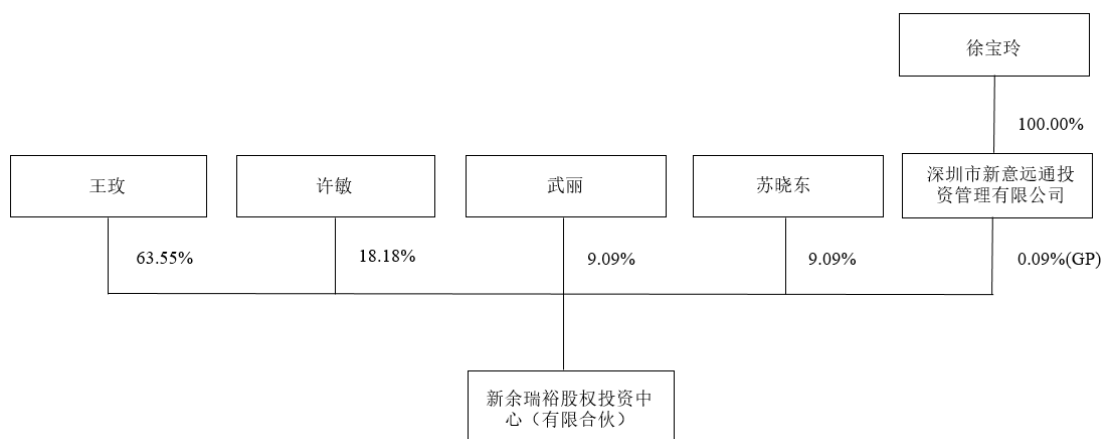 徐宝玲
100.00%
王玫
许敏
武丽
苏晓东
深圳市新意远通投
资管理有限公司
63.55%
18.18%
9.09%
9.09%
0.09%(GP)
新余瑞裕股权投资中
心（有限合伙）